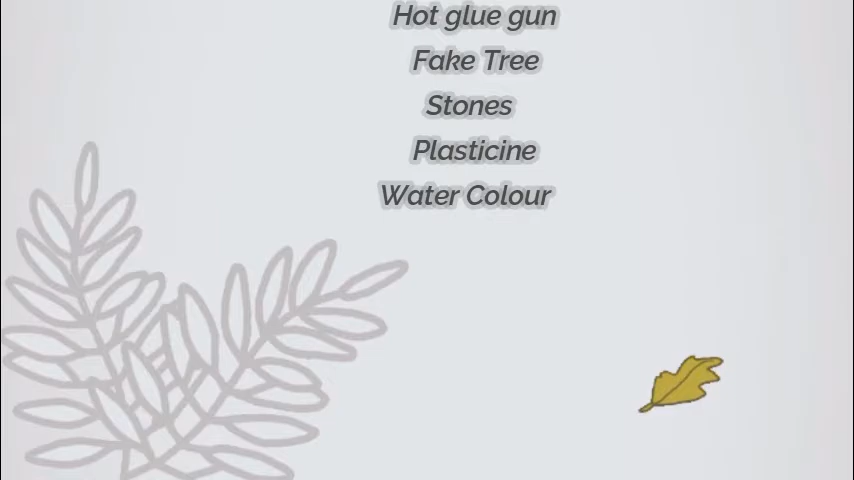 Hot glue gun
Fake Tree
Stones
Plasticine
Water Colour